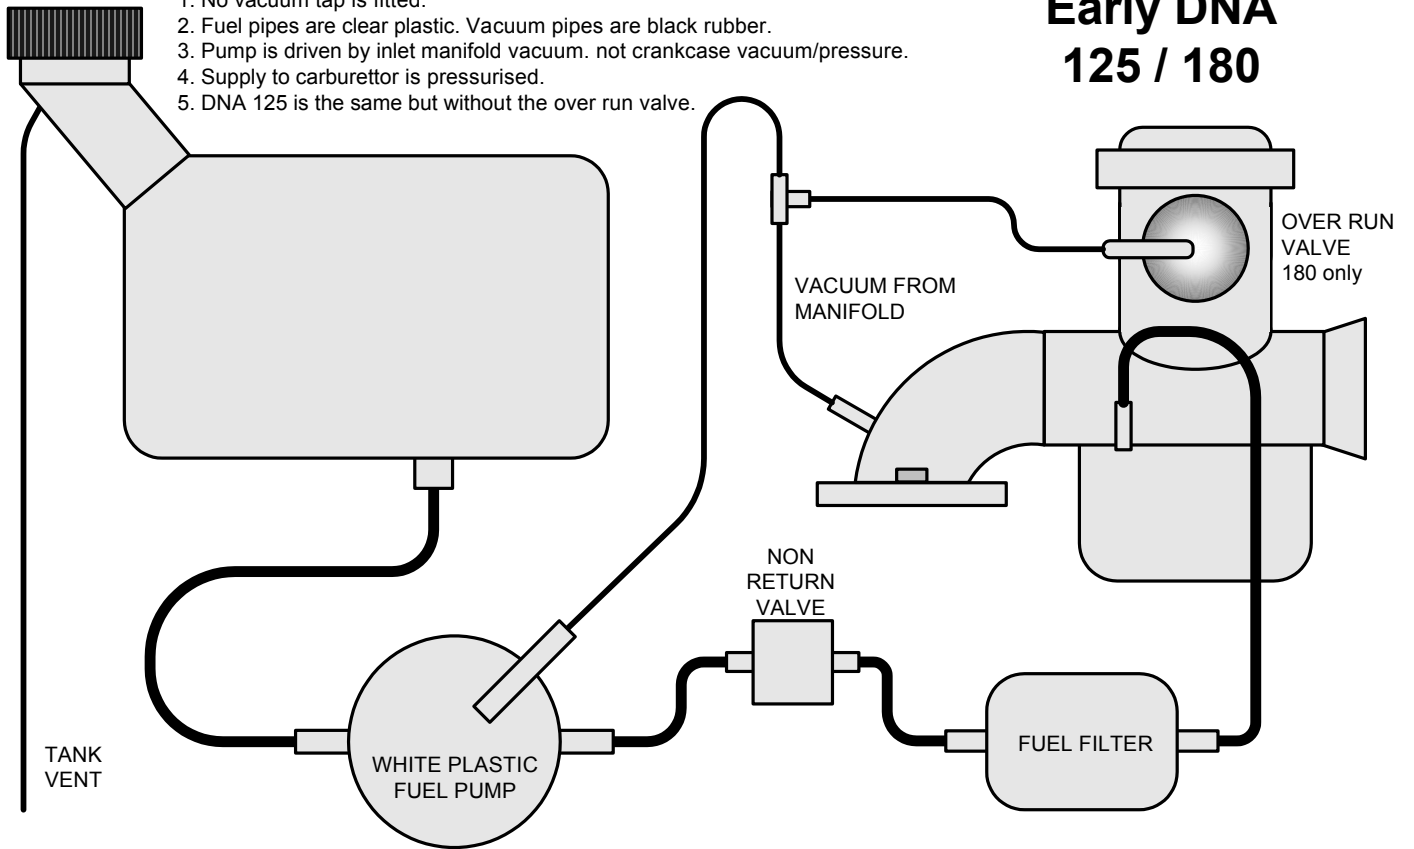 1. No vacuum tap is fitted.
2. Fuel pipes are clear plastic. Vacuum pipes are black rubber.
3. Pump is driven by inlet manifold vacuum. not crankcase vacuum/pressure.
4. Supply to carburettor is pressurised.
5. DNA 125 is the same but without the over run valve.
Early DNA
125 / 180
OVER RUN
VALVE
180 only
VACUUM FROM
MANIFOLD
NON
RETURN
VALVE
TANK
VENT
WHITE PLASTIC
FUEL PUMP
FUEL FILTER